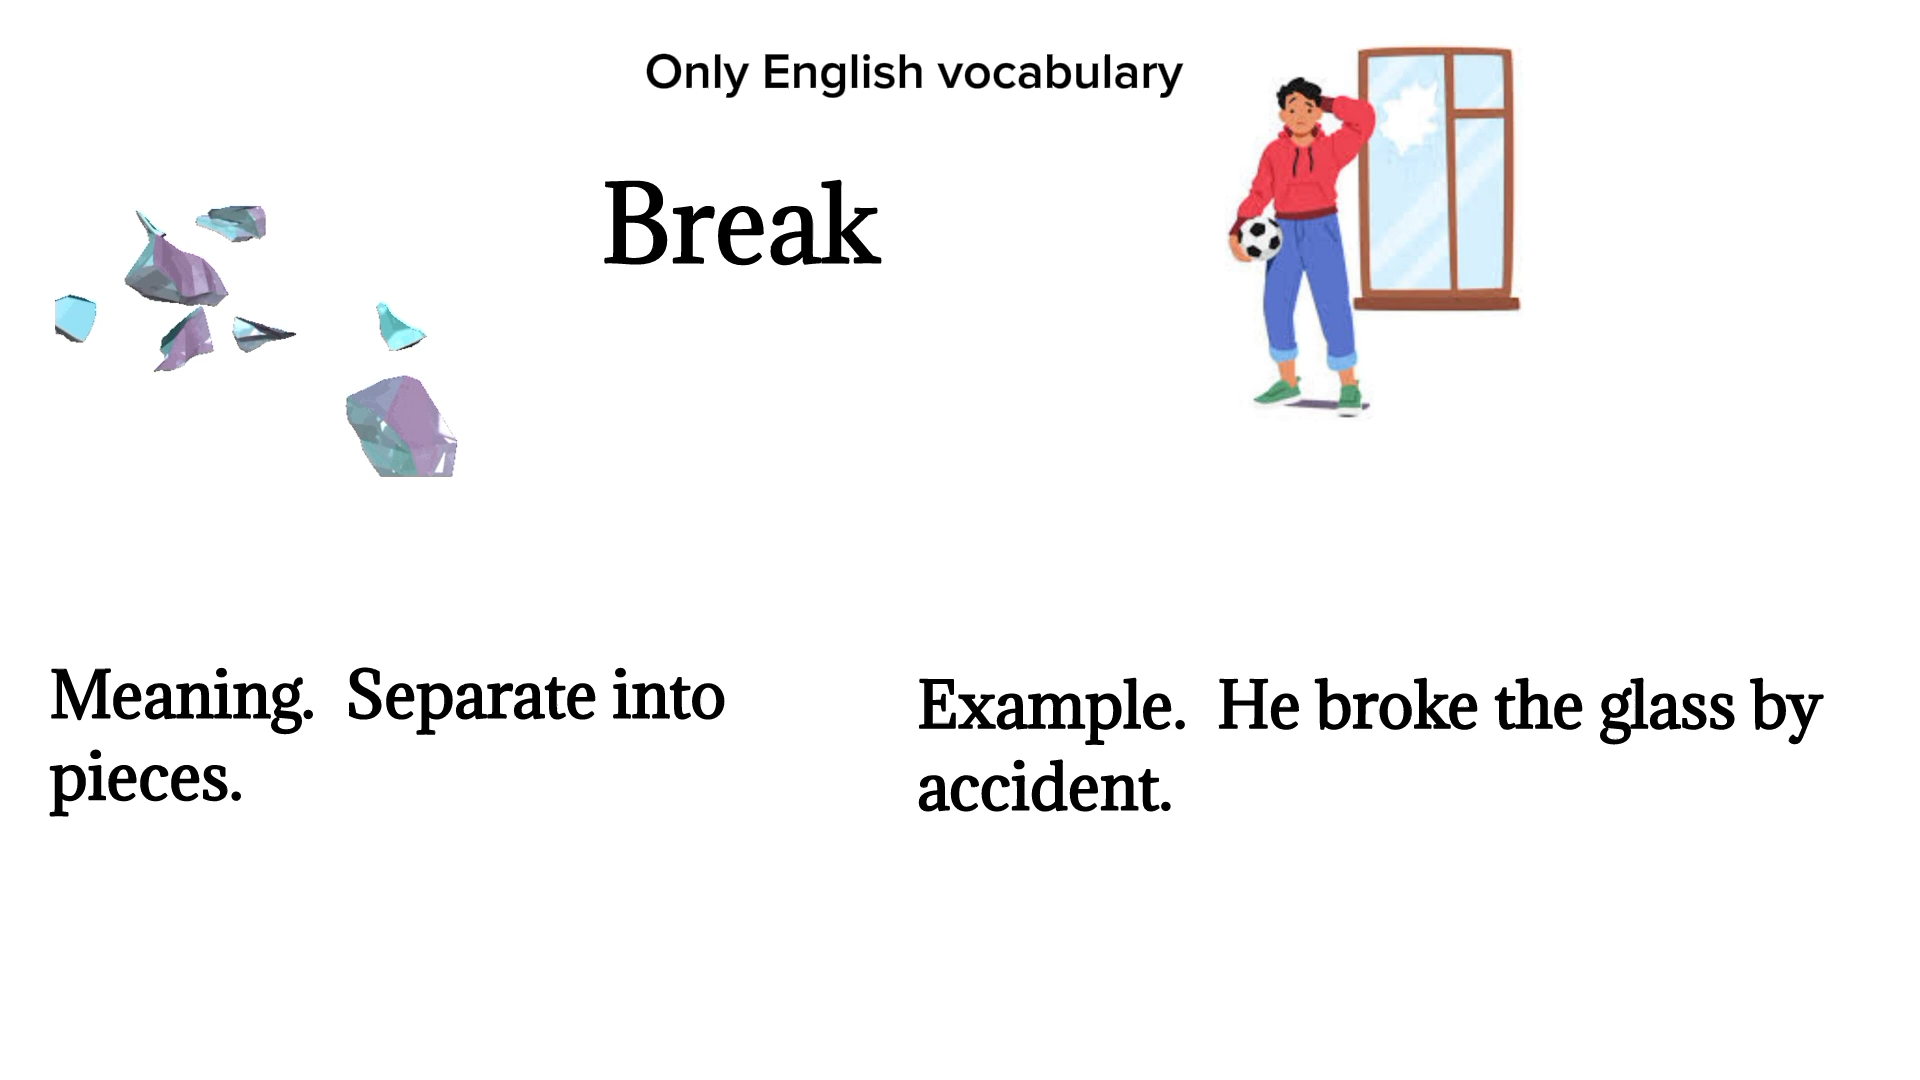 Only English vocabulary
Break
Meaning.  Separate into
pieces.
Example.  He broke the glass by
accident.